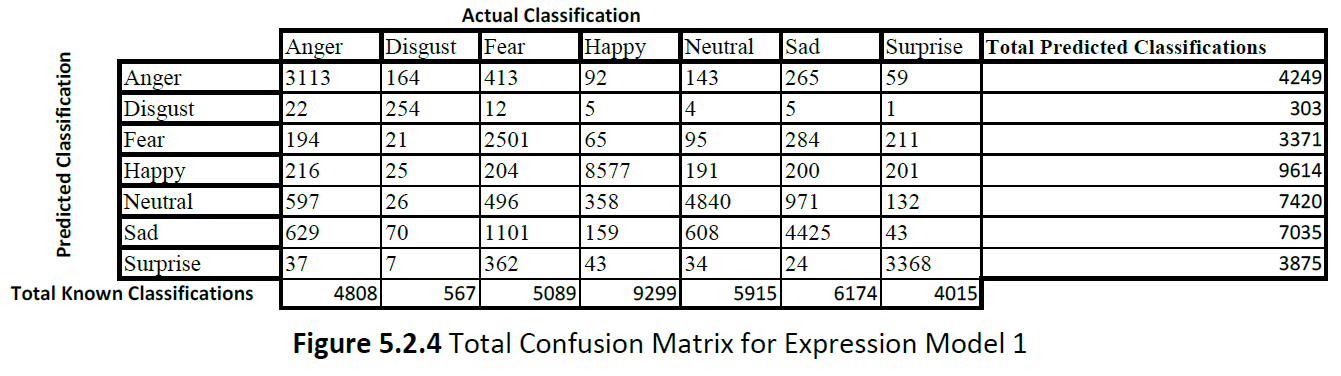 Actual Classification
Anger Disgust Fear Happy Neutral Sad Surprise Total Predicted Classifications
Predicted Classification
Anger 3113 164 413 92 143 265 59 4249
Disgust 22 254 12 5 4 5 1 303
Fear 194 21 2501 65 95 284 211 3371
Happy 216 25 204 8577 191 200 201 9614
Neutral 597 26 496 358 4840 971 132 7420
Sad 629 70 1101 159 608 4425 43 7035
Surprise 37 7 362 43 34 24 3368 3875
Total Known Classifications 4808 567 5089 9299 5915 6174 4015
Figure 5.2.4 Total Confusion Matrix for Expression Model 1